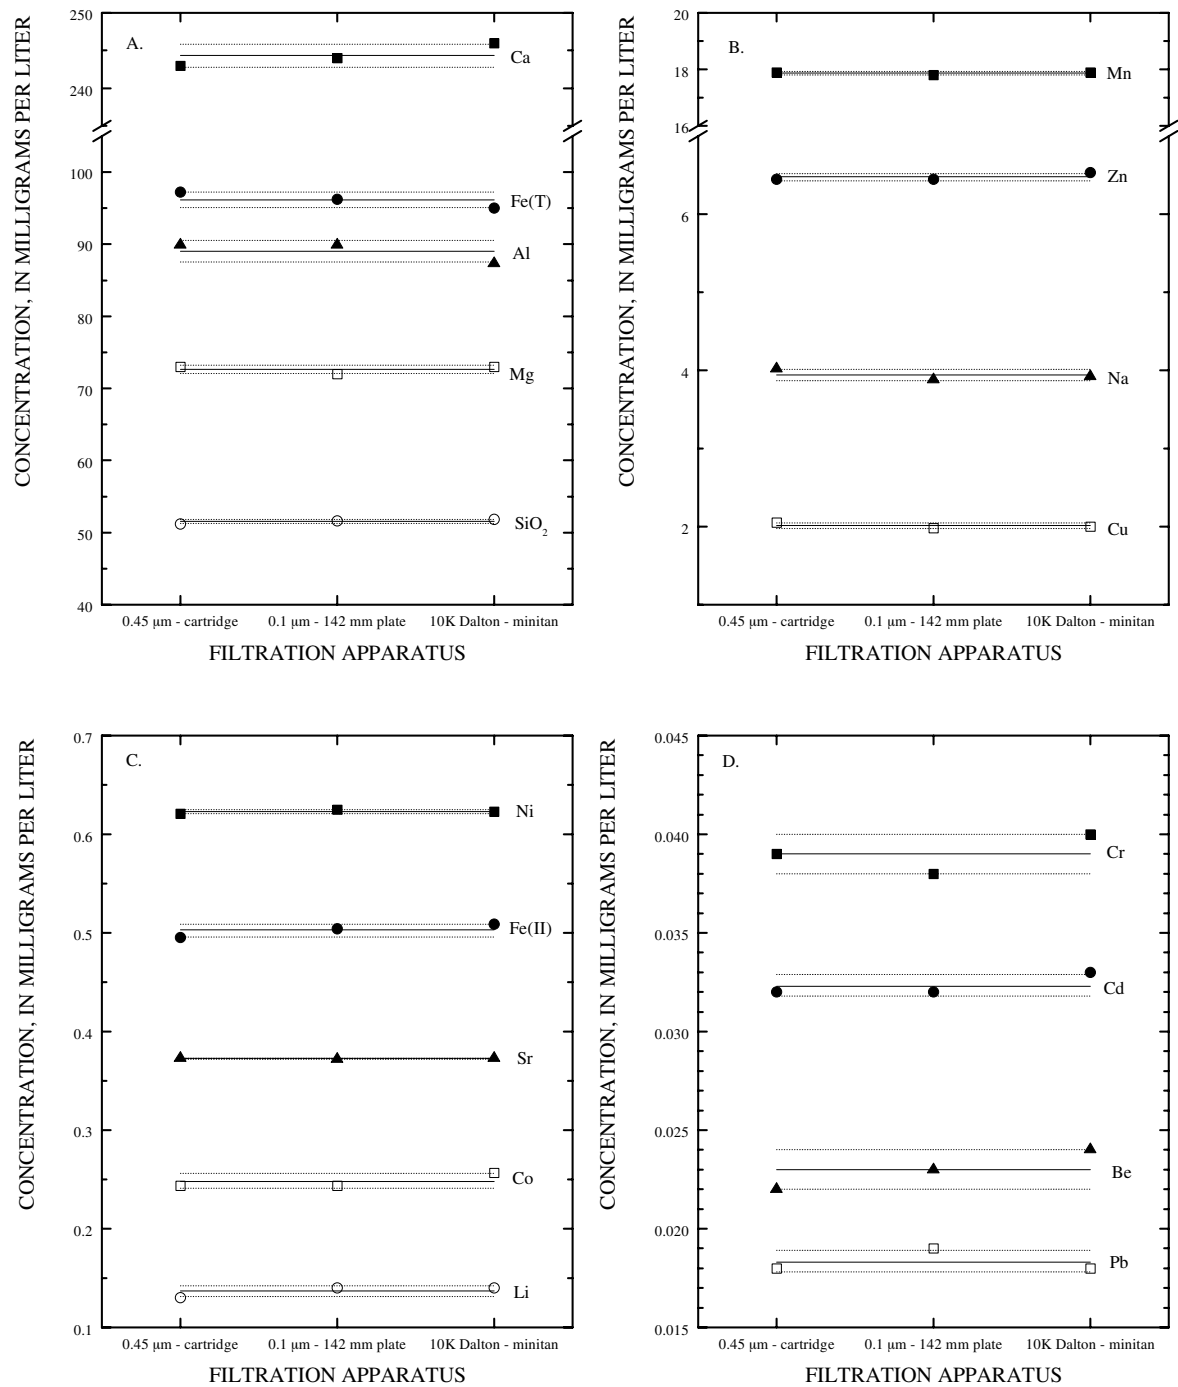 A.
CONCENTRATION, IN MILLIGRAMS PER LITER
250
240
100
90
80
70
60
50
40
Ca
Fe(T)
Al
Mg
SiO₂
0.45 μm - cartridge 0.1 μm - 142 mm plate 10K Dalton - minitan
FILTRATION APPARATUS
B.
CONCENTRATION, IN MILLIGRAMS PER LITER
20
18
16
6
4
2
Mn
Zn
Na
Cu
0.45 μm - cartridge 0.1 μm - 142 mm plate 10K Dalton - minitan
FILTRATION APPARATUS
C.
CONCENTRATION, IN MILLIGRAMS PER LITER
0.7
0.6
0.5
0.4
0.3
0.2
0.1
Ni
Fe(II)
Sr
Co
Li
0.45 μm - cartridge 0.1 μm - 142 mm plate 10K Dalton - minitan
FILTRATION APPARATUS
D.
CONCENTRATION, IN MILLIGRAMS PER LITER
0.045
0.040
0.035
0.030
0.024
0.020
0.015
Cr
Cd
Be
Pb
0.45 μm - cartridge 0.1 μm - 142 mm plate 10K Dalton - minitan
FILTRATION APPARATUS